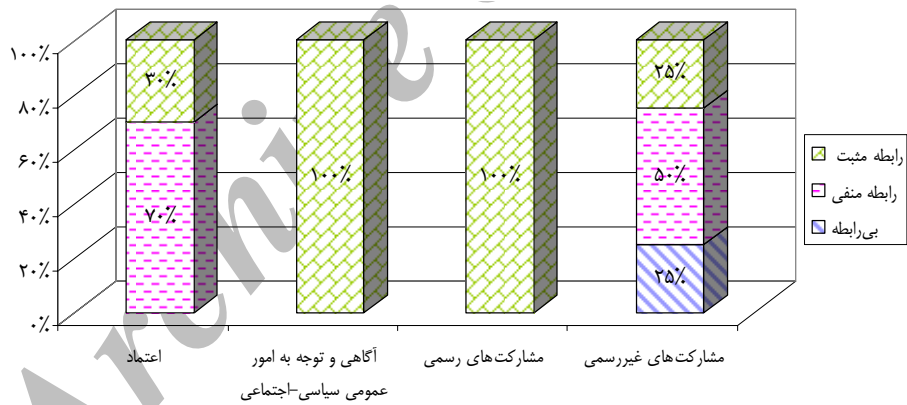 ۱۰۰٪
۸۰٪
۶۰٪
۴۰٪
۲۰٪
۰٪
۳۰٪
۷۰٪
۱۰۰٪
۱۰۰٪
۲۵٪
۵۰٪
۲۵٪
اعتماد
آگاهی و توجه به امور
عمومی سیاسی-اجتماعی
مشارکت‌های رسمی
مشارکت‌های غیررسمی
رابطه مثبت
رابطه منفی
بی‌رابطه